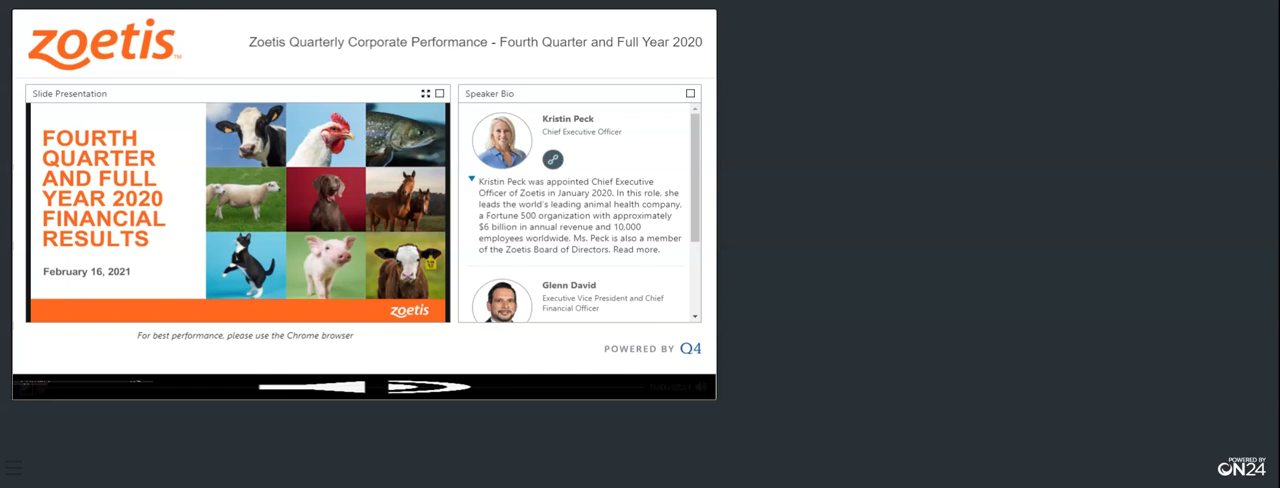 zoetis™
Zoetis Quarterly Corporate Performance - Fourth Quarter and Full Year 2020
Slide Presentation
FOURTH
QUARTER
AND FULL
YEAR 2020
FINANCIAL
RESULTS
February 16, 2021
zoetis
For best performance, please use the Chrome browser
Speaker Bio
Kristin Peck
Chief Executive Officer
Kristin Peck was appointed Chief Executive
Officer of Zoetis in January 2020. In this role, she
leads the world's leading animal health company,
a Fortune 500 organization with approximately
$6 billion in annual revenue and 10,000
employees worldwide. Ms. Peck is also a member
of the Zoetis Board of Directors. Read more.
Glenn David
Executive Vice President and Chief
Financial Officer
POWERED BY Q4
POWERED BY
ON24